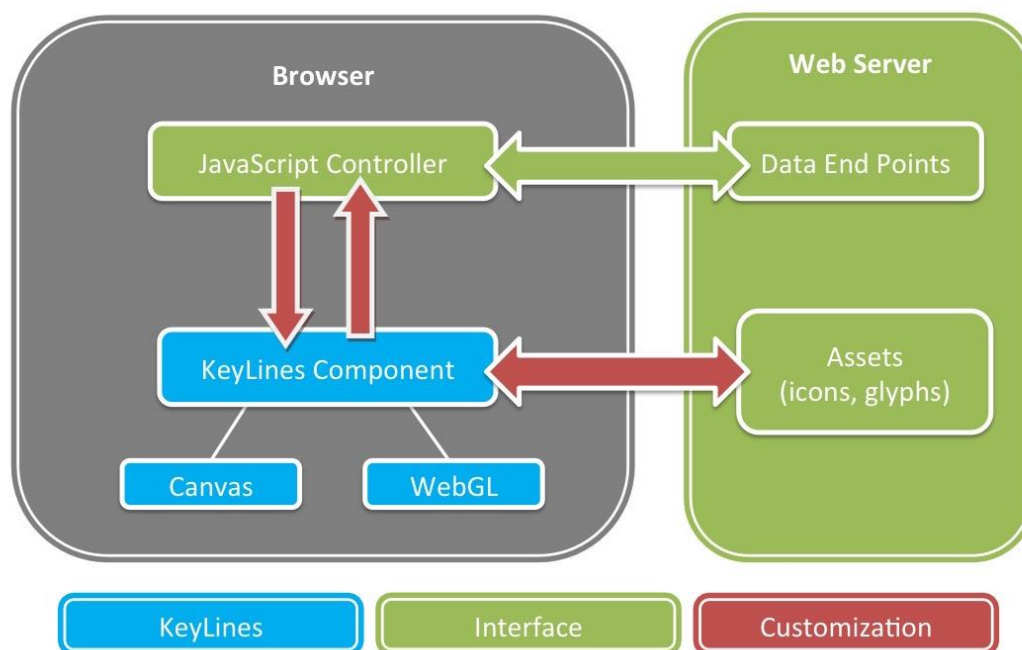 Browser
Web Server
JavaScript Controller
Data End Points
KeyLines Component
Assets
(icons, glyphs)
Canvas
WebGL
KeyLines
Interface
Customization